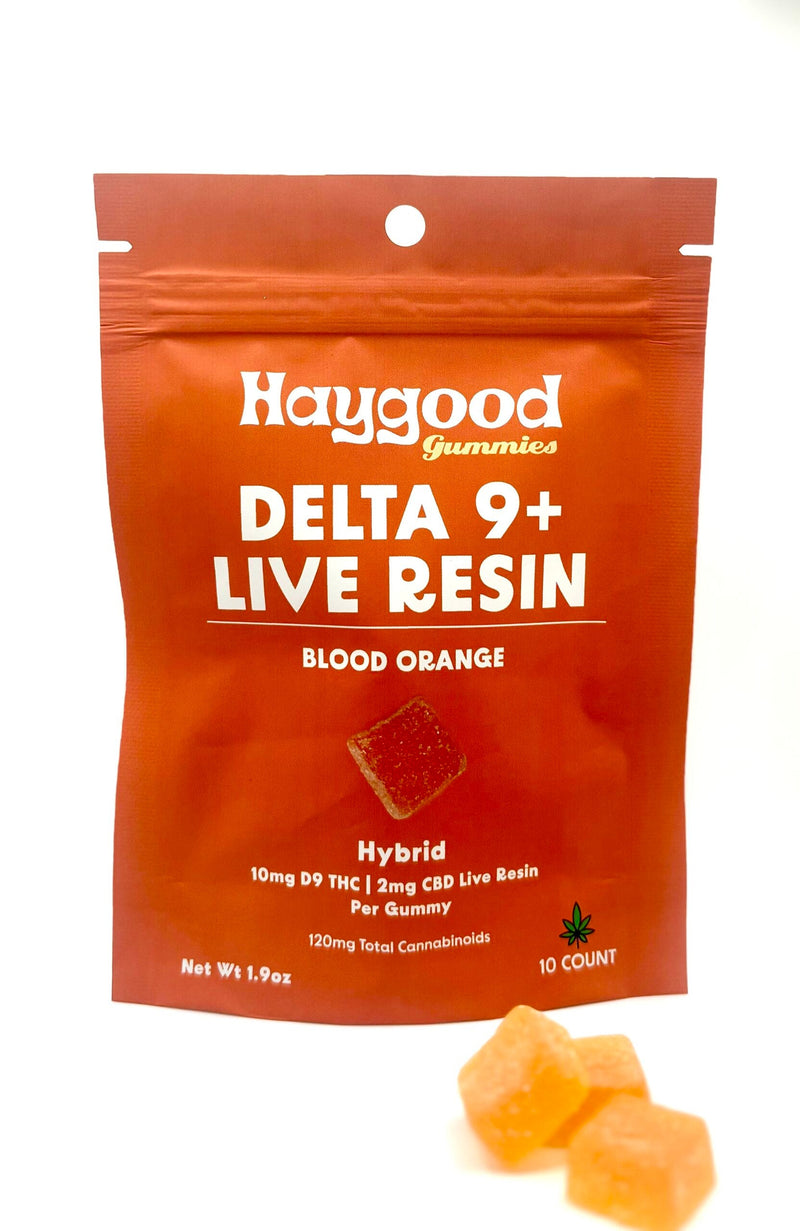 Haygood
Gummies
DELTA 9+
LIVE RESIN
BLOOD ORANGE
Hybrid
10mg D9 THC | 2mg CBD Live Resin
Per Gummy
120mg Total Cannabinoids
Net Wt 1.9oz
10 COUNT